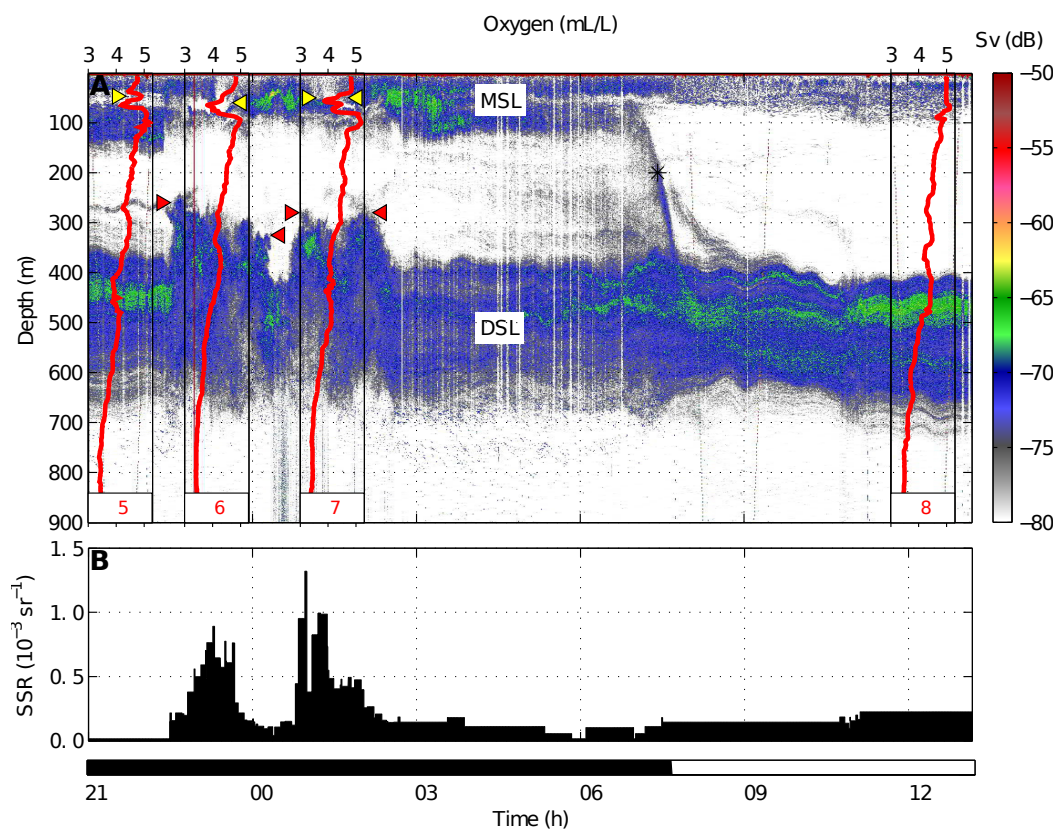 Oxygen (mL/L)
Sv (dB)
3 4 5 3 4 5 3 4 5 3 4 5
A
MSL
DSL
100
200
300
400
500
600
700
800
900
Depth (m)
5 6 7 8
−50
−55
−60
−65
−70
−75
−80
B
1.5
1.0
0.5
0.0
SSR (10⁻³ sr⁻¹)
21 00 03 06 09 12
Time (h)